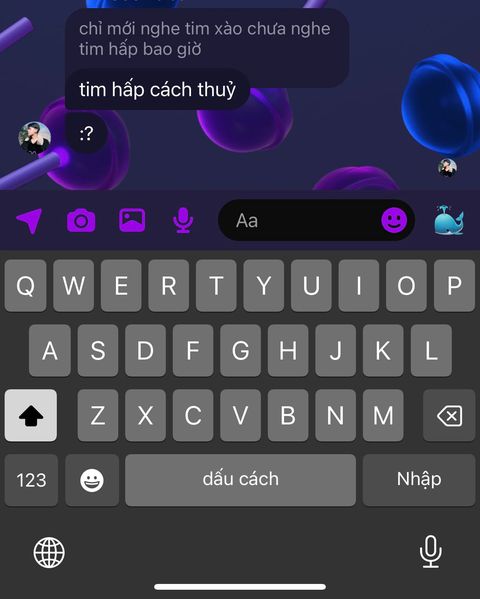 chỉ mới nghe tim xào chưa nghe
tim hấp bao giờ
tim hấp cách thuỷ
:?
Aa
Q W E R T Y U I O P
A S D F G H J K L
Z X C V B N M
123 dấu cách Nhập